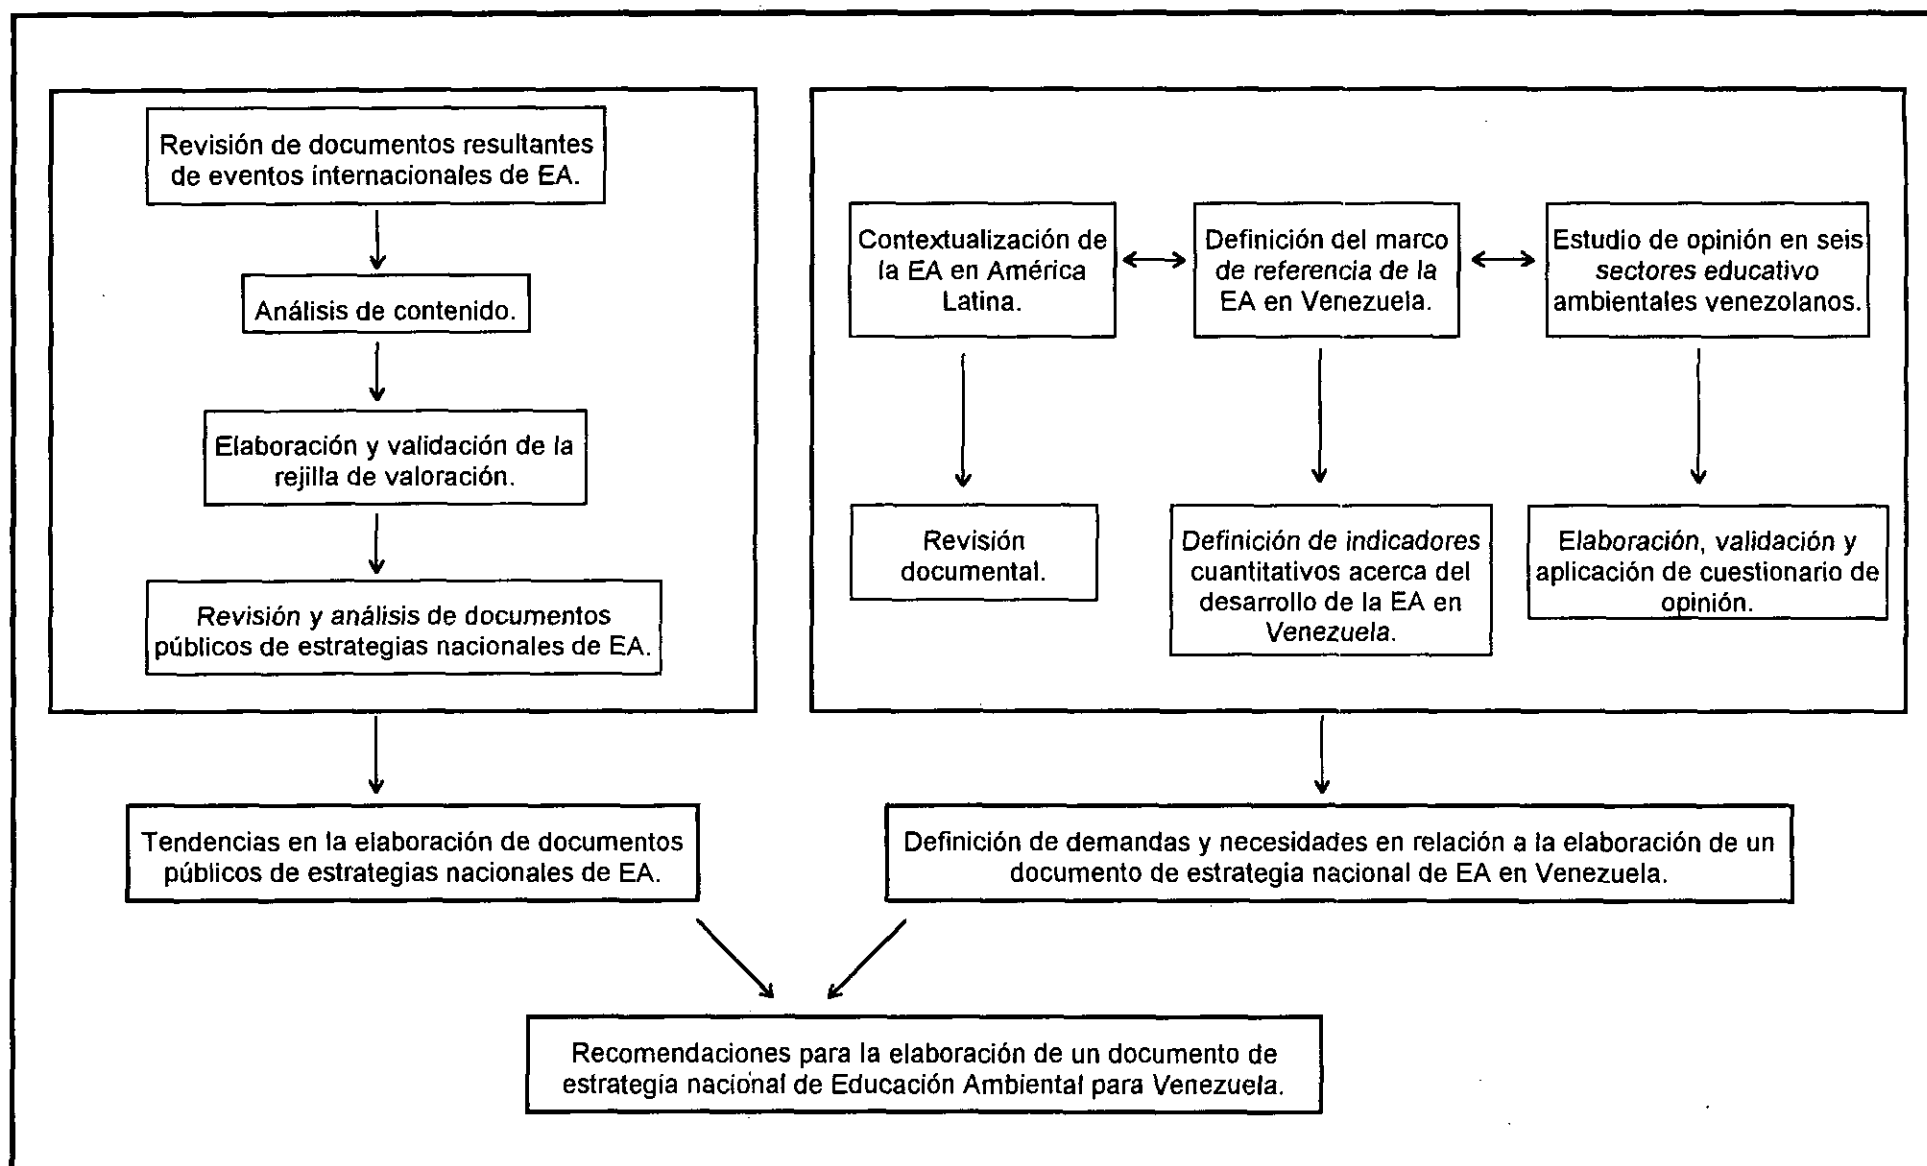 Revisión de documentos resultantes
de eventos internacionales de EA.
Análisis de contenido.
Elaboración y validación de la
rejilla de valoración.
Revisión y análisis de documentos
públicos de estrategias nacionales de EA.
Contextualización de
la EA en América
Latina.
Definición del marco
de referencia de la
EA en Venezuela.
Estudio de opinión en seis
sectores educativo
ambientales venezolanos.
Revisión
documental.
Definición de indicadores
cuantitativos acerca del
desarrollo de la EA en
Venezuela.
Elaboración, validación y
aplicación de cuestionario de
opinión.
Tendencias en la elaboración de documentos
públicos de estrategias nacionales de EA.
Definición de demandas y necesidades en relación a la elaboración de un
documento de estrategia nacional de EA en Venezuela.
Recomendaciones para la elaboración de un documento de
estrategia nacional de Educación Ambiental para Venezuela.